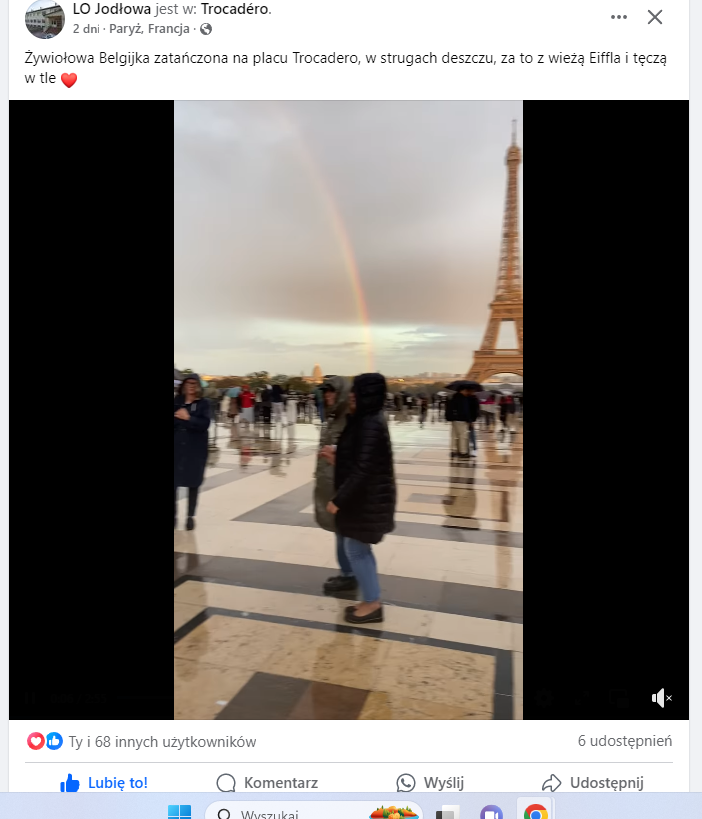 LO Jodłowa jest w: Trocadéro.
2 dni · Paryż, Francja ·
Żywiołowa Belgijka zatańczona na placu Trocadero, w strugach deszczu, za to z wieżą Eiffla i tęczą
w tle
Ty i 68 innych użytkowników
6 udostępnień
Lubię to!
Komentarz
Wyślij
Udostępnij
Wyszukaj